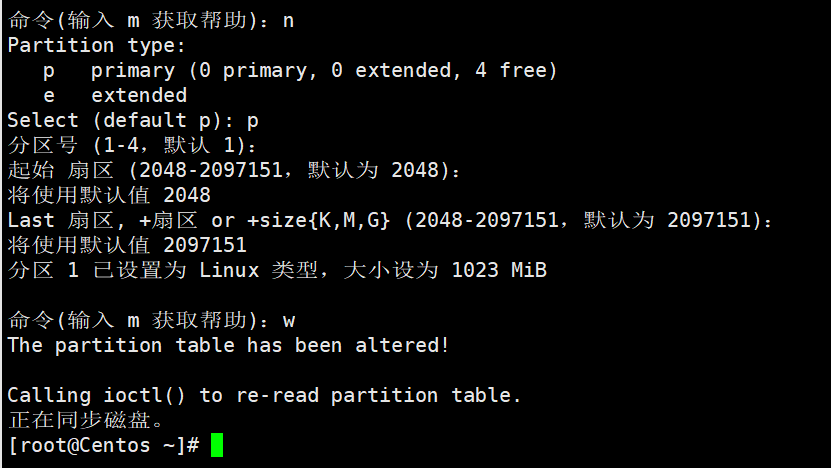 命令(输入 m 获取帮助)：n
Partition type:
   p   primary (0 primary, 0 extended, 4 free)
   e   extended
Select (default p): p
分区号 (1-4，默认 1)：
起始 扇区 (2048-2097151，默认为 2048)：
将使用默认值 2048
Last 扇区, +扇区 or +size{K,M,G} (2048-2097151，默认为 2097151)：
将使用默认值 2097151
分区 1 已设置为 Linux 类型，大小设为 1023 MiB

命令(输入 m 获取帮助)：w
The partition table has been altered!

Calling ioctl() to re-read partition table.
正在同步磁盘。
[root@Centos ~]#